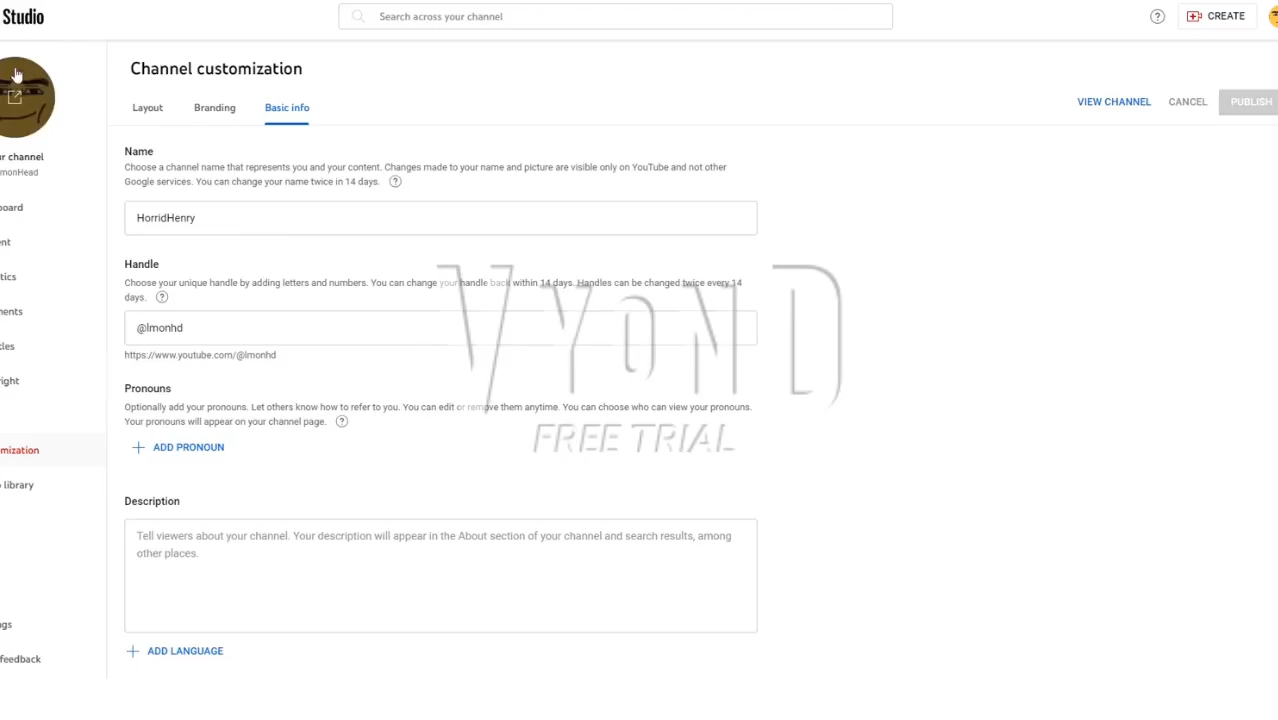 Studio
Search across your channel
CREATE
Channel customization
Layout
Branding
Basic info
VIEW CHANNEL
CANCEL
PUBLISH
Name
Choose a channel name that represents you and your content. Changes made to your name and picture are visible only on YouTube and not other
Google services. You can change your name twice in 14 days.
HorridHenry
Handle
Choose your unique handle by adding letters and numbers. You can change your handle back within 14 days. Handles can be changed twice every 14
days.
@lmonhd
https://www.youtube.com/@lmonhd
Pronouns
Optionally add your pronouns. Let others know how to refer to you. You can edit or remove them anytime. You can choose who can view your pronouns.
Your pronouns will appear on your channel page.
ADD PRONOUN
Description
Tell viewers about your channel. Your description will appear in the About section of your channel and search results, among
other places.
ADD LANGUAGE
ur channel
monHead
board
ent
tics
ments
tles
right
mization
library
ngs
feedback
VYOND
FREE TRIAL